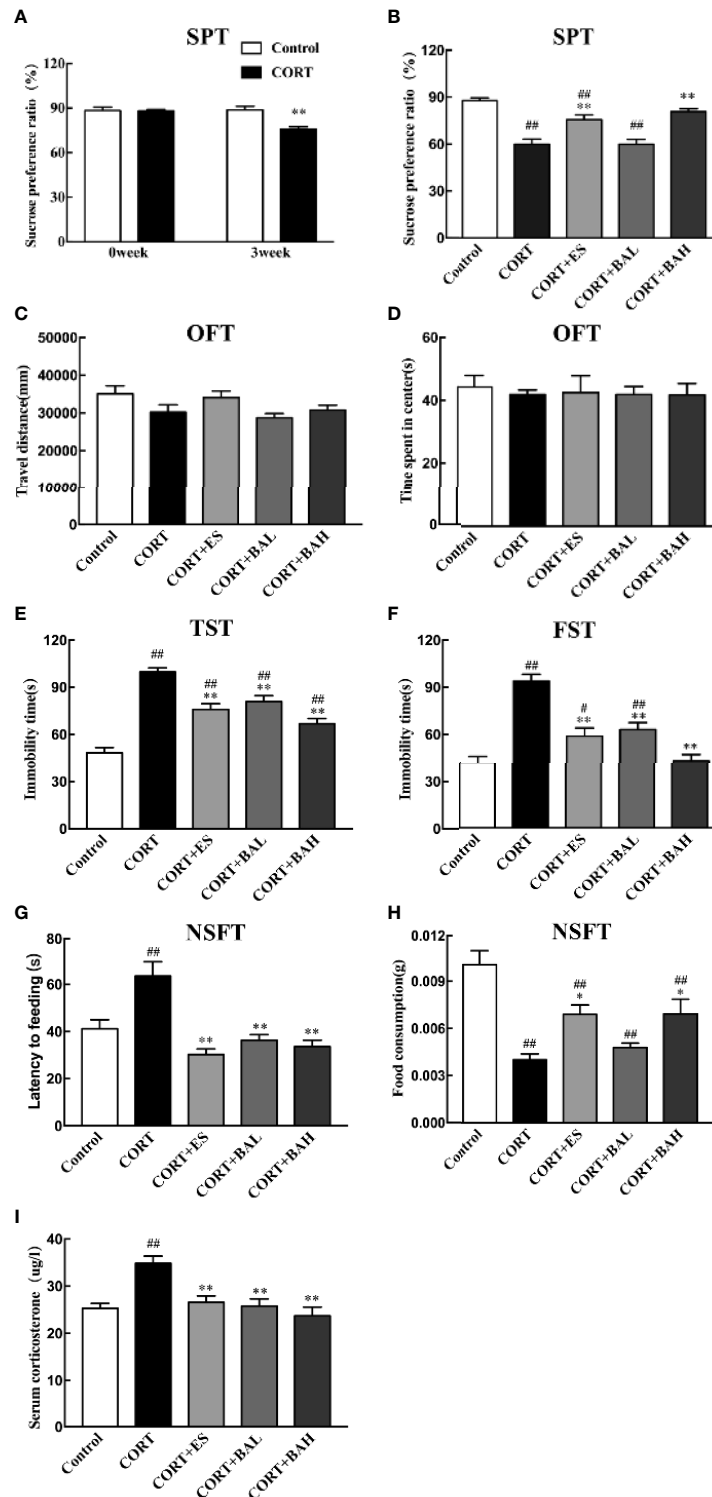 A
SPT
Control
CORT
Sucrose preference ratio (%)
120
90
60
30
0
**
0week
3week
B
SPT
Sucrose preference ratio (%)
120
90
60
30
0
##
##
**
##
**
Control
CORT
CORT+ES
CORT+BAL
CORT+BAH
C
OFT
Travel distance(mm)
50000
40000
30000
20000
10000
0
Control
CORT
CORT+ES
CORT+BAL
CORT+BAH
D
OFT
Time spent in center(s)
60
40
20
0
Control
CORT
CORT+ES
CORT+BAL
CORT+BAH
E
TST
Immobility time(s)
120
90
60
30
0
##
##
**
##
**
##
**
Control
CORT
CORT+ES
CORT+BAL
CORT+BAH
F
FST
Immobility time(s)
120
90
60
30
0
##
#
**
##
**
**
Control
CORT
CORT+ES
CORT+BAL
CORT+BAH
G
NSFT
Latency to feeding (s)
80
60
40
20
0
##
**
**
**
Control
CORT
CORT+ES
CORT+BAL
CORT+BAH
H
NSFT
Food consumption(g)
0.012
0.009
0.006
0.003
0.000
##
##
*
##
##
*
Control
CORT
CORT+ES
CORT+BAL
CORT+BAH
I
Serum corticosterone (ug/l)
40
30
20
10
0
##
**
**
**
Control
CORT
CORT+ES
CORT+BAL
CORT+BAH